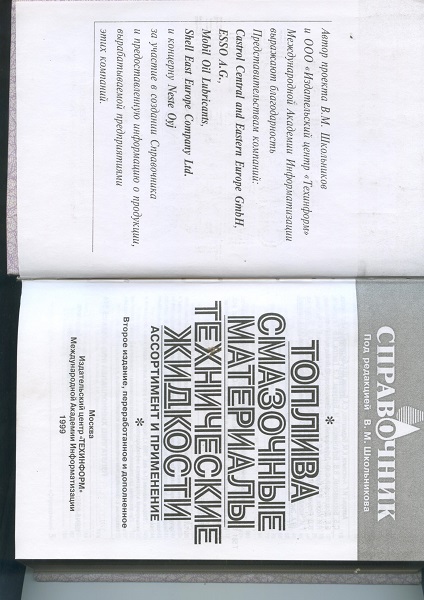 Автор проекта В.М. Школьников
и ООО «Издательский центр «Техинформ»
Международной Академии Информатизации
выражают благодарность
Представительствам компаний:
Castrol Central and Eastern Europe GmbH,
ESSO A.G.,
Mobil Oil Lubricants,
Shell East Europe Company Ltd.
и концерну Neste Oyj
за участие в создании Справочника
и предоставленную информацию о продукции,
вырабатываемой предприятиями
этих компаний.
СПРАВОЧНИК
Под редакцией В. М. Школьникова
*
ТОПЛИВА
СМАЗОЧНЫЕ
МАТЕРИАЛЫ
ТЕХНИЧЕСКИЕ
ЖИДКОСТИ
АССОРТИМЕНТ И ПРИМЕНЕНИЕ
*
Второе издание, переработанное и дополненное
Москва
Издательский центр «ТЕХИНФОРМ»
Международной Академии Информатизации
1999